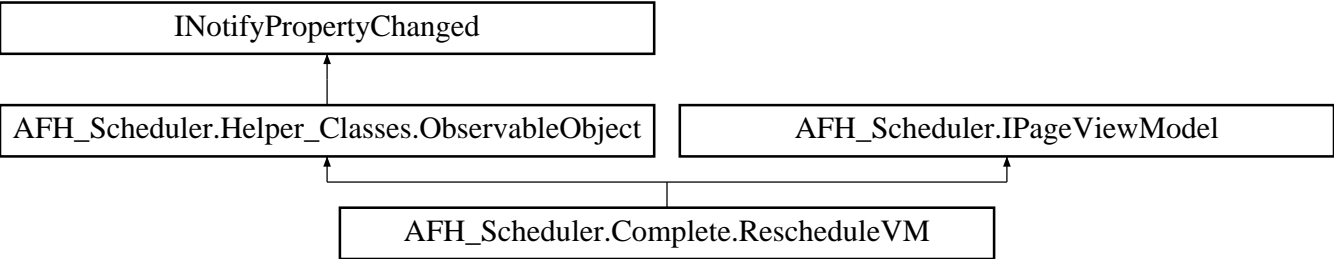 INotifyPropertyChanged
AFH_Scheduler.Helper_Classes.ObservableObject
AFH_Scheduler.IPageViewModel
AFH_Scheduler.Complete.RescheduleVM